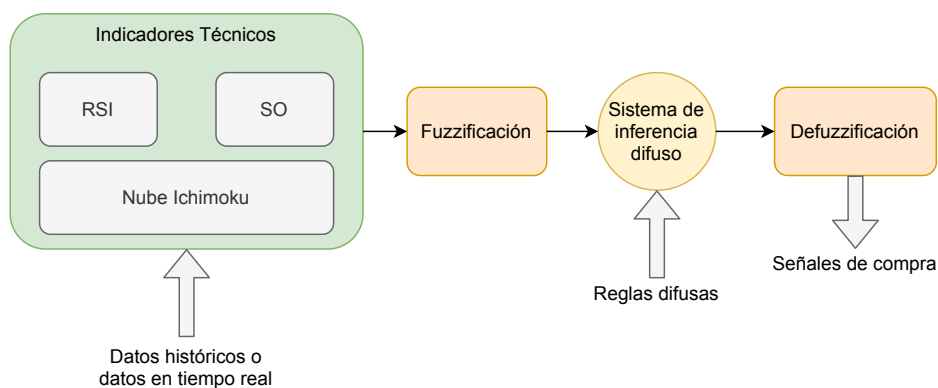 Indicadores Técnicos
RSI
SO
Nube Ichimoku
Fuzzificación
Sistema de
inferencia
difuso
Defuzzificación
Señales de compra
Reglas difusas
Datos históricos o
datos en tiempo real